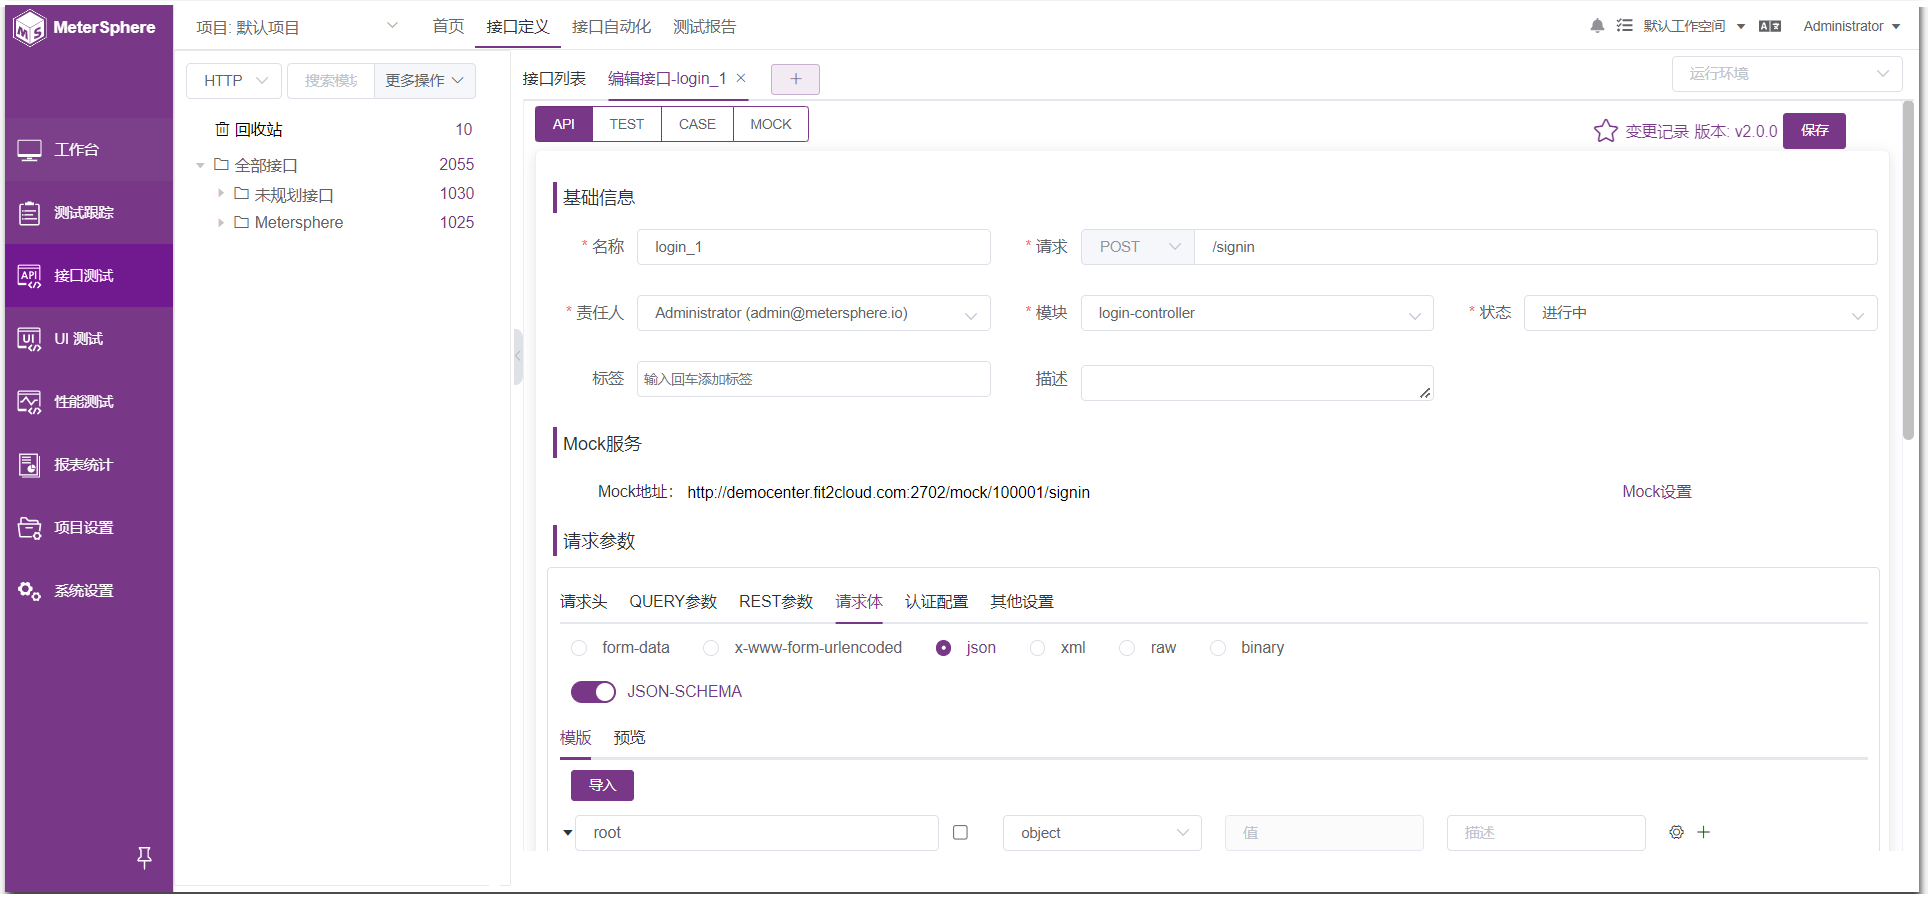 MeterSphere
项目: 默认项目
首页 接口定义 接口自动化 测试报告
默认工作空间 Administrator
工作台
测试跟踪
接口测试
UI 测试
性能测试
报表统计
项目设置
系统设置
HTTP 搜索模块 更多操作
回收站 10
全部接口 2055
未规划接口 1030
Metersphere 1025
接口列表 编辑接口-login_1 × +
运行环境
API TEST CASE MOCK
变更记录 版本: v2.0.0 保存
基础信息
* 名称 login_1 * 请求 POST /signin
* 责任人 Administrator (admin@metersphere.io) * 模块 login-controller * 状态 进行中
标签 输入回车添加标签 描述
Mock服务
Mock地址： http://democenter.fit2cloud.com:2702/mock/100001/signin Mock设置
请求参数
请求头 QUERY参数 REST参数 请求体 认证配置 其他设置
form-data x-www-form-urlencoded json xml raw binary
JSON-SCHEMA
模版 预览
导入
root object 值 描述